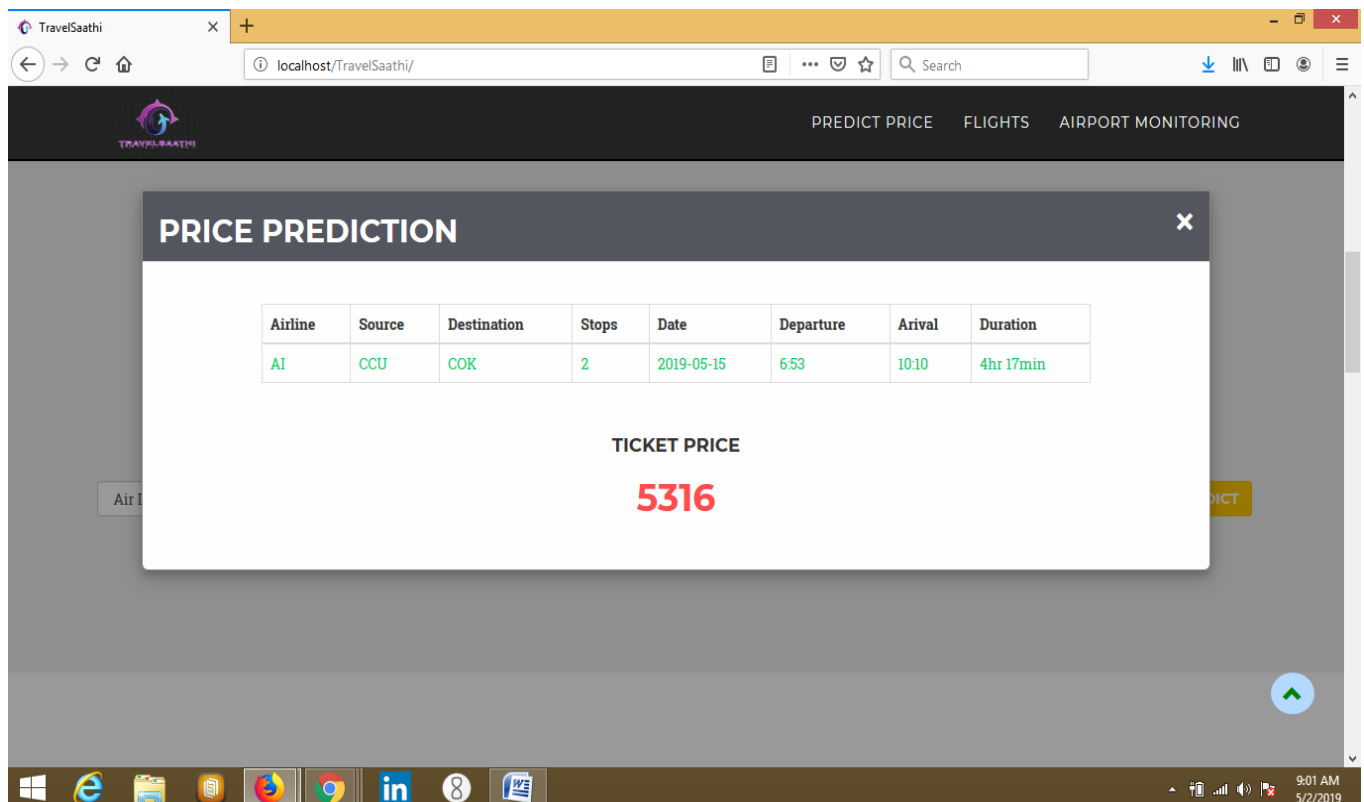 TravelSaathi
localhost/TravelSaathi/
Search
TRAVELSAATHI
PREDICT PRICE FLIGHTS AIRPORT MONITORING
PRICE PREDICTION
Airline Source Destination Stops Date Departure Arival Duration
AI CCU COK 2 2019-05-15 6:53 10:10 4hr 17min
TICKET PRICE
5316
Air I
DICT
9:01 AM
5/2/2019